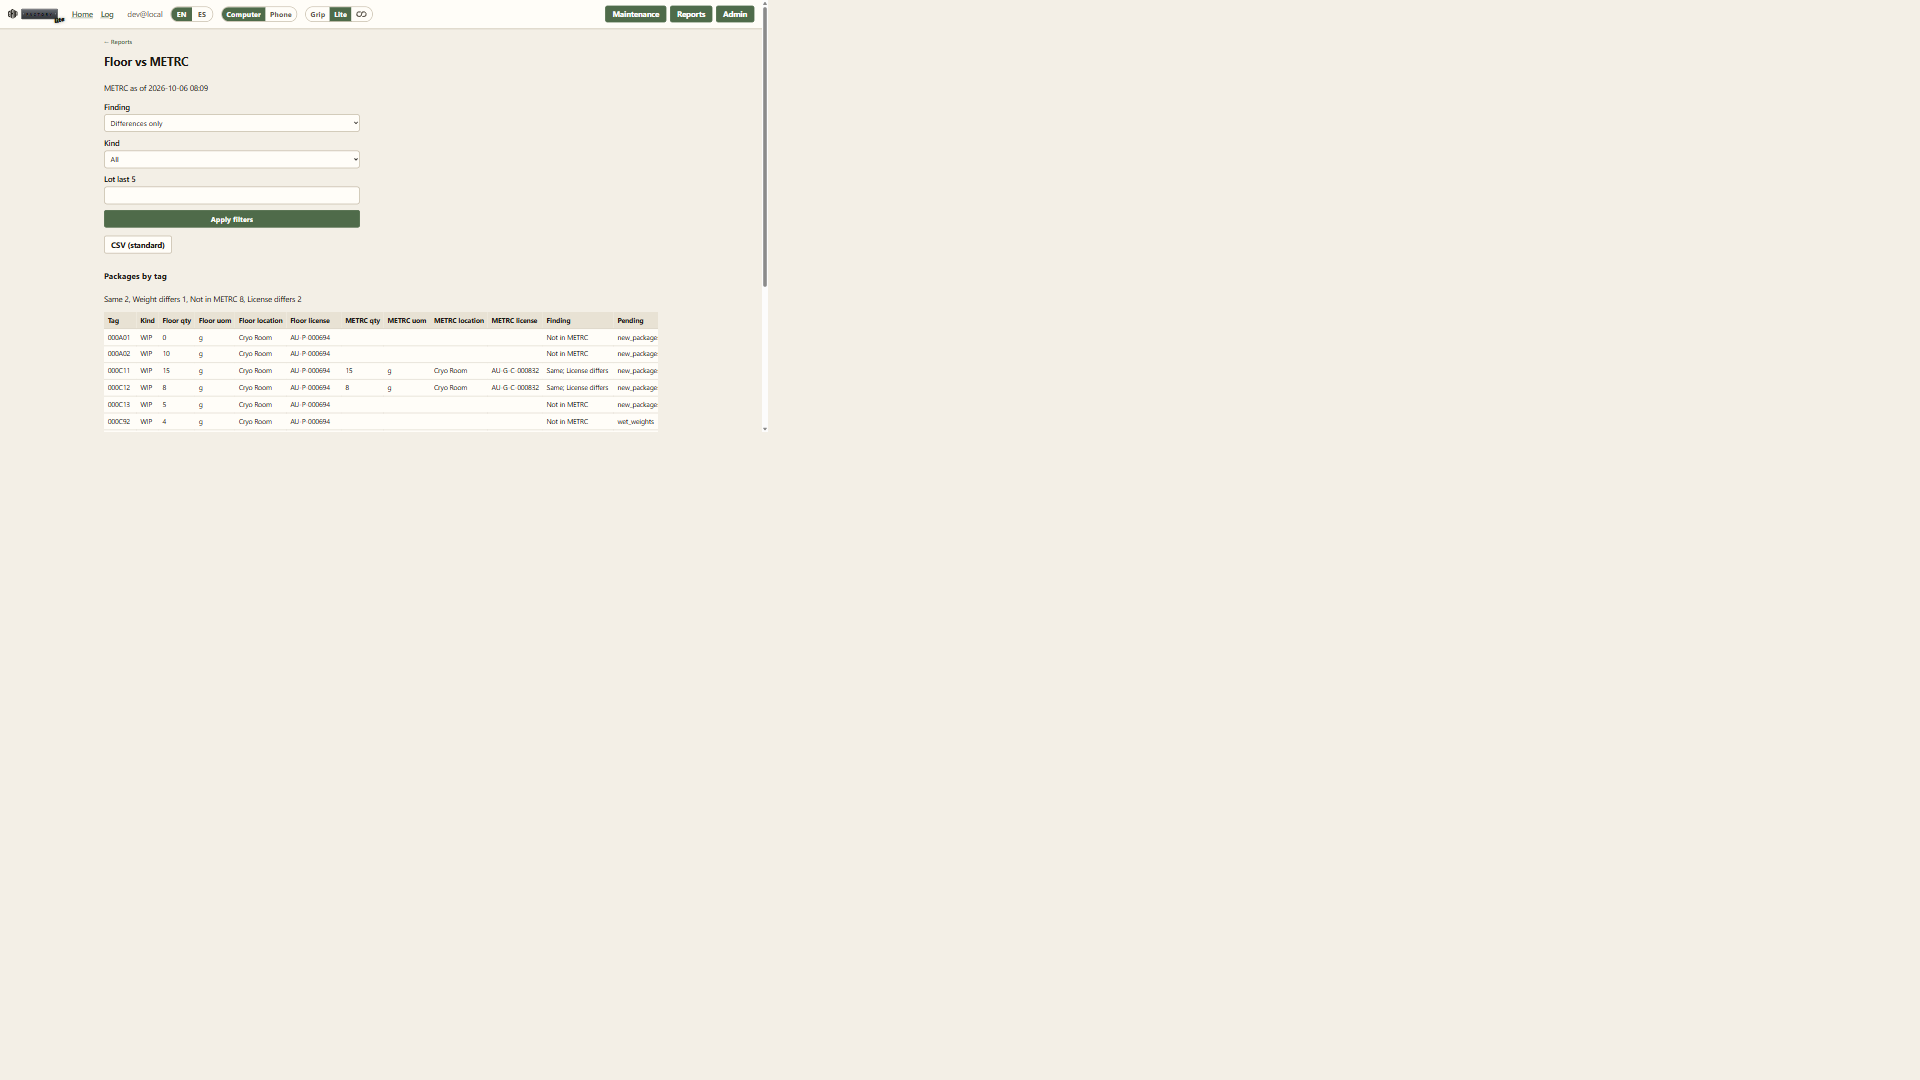 Home Log dev@local EN ES Computer Phone Grip Lite CO Maintenance Reports Admin
← Reports
Floor vs METRC
METRC as of 2026-10-06 08:09
Finding
Differences only
Kind
All
Lot last 5
Apply filters
CSV (standard)
Packages by tag
Same 2, Weight differs 1, Not in METRC 8, License differs 2
Tag Kind Floor qty Floor uom Floor location Floor license METRC qty METRC uom METRC location METRC license Finding Pending
000A01 WIP 0 g Cryo Room AU-P-000694 Not in METRC new_package
000A02 WIP 10 g Cryo Room AU-P-000694 Not in METRC new_package
000C11 WIP 15 g Cryo Room AU-P-000694 15 g Cryo Room AU-G-C-000832 Same; License differs new_package
000C12 WIP 8 g Cryo Room AU-P-000694 8 g Cryo Room AU-G-C-000832 Same; License differs new_package
000C13 WIP 5 g Cryo Room AU-P-000694 Not in METRC new_package
000C92 WIP 4 g Cryo Room AU-P-000694 Not in METRC wet_weights